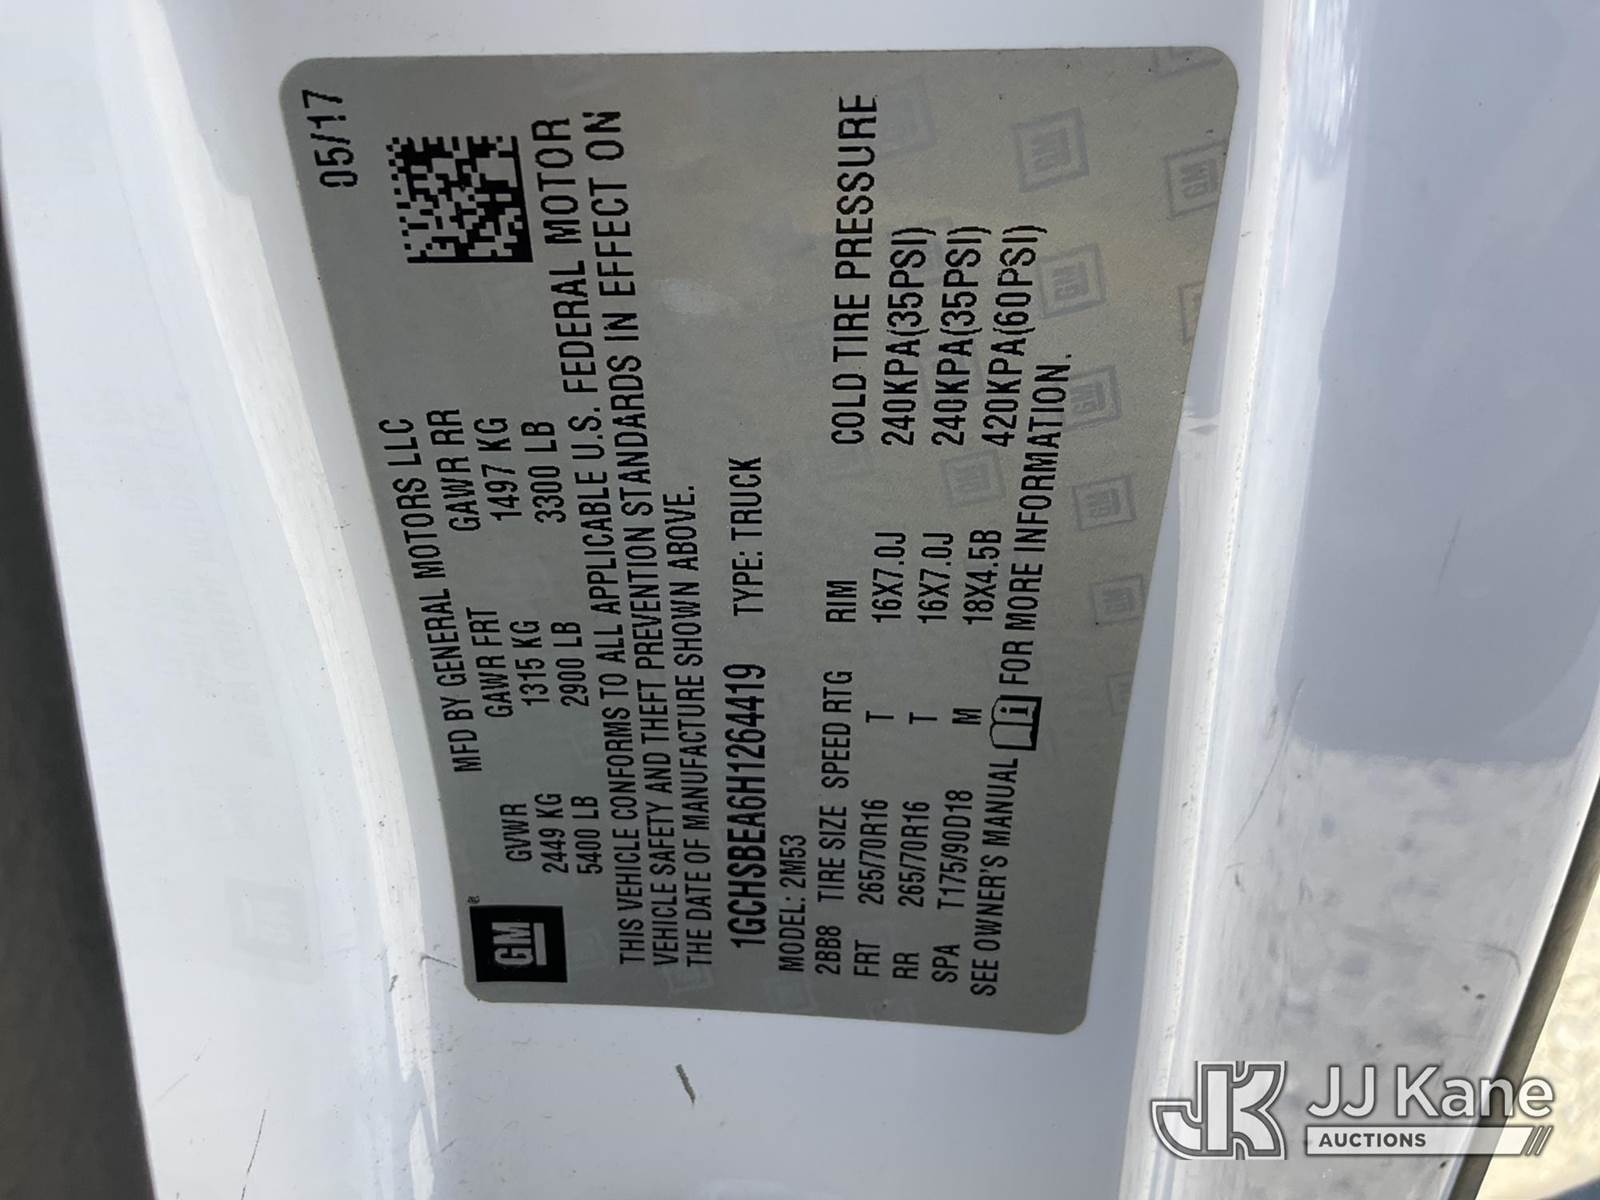 05/17
MFD BY GENERAL MOTORS LLC
GVWR GAWR FRT GAWR RR
2449 KG 1315 KG 1497 KG
5400 LB 2900 LB 3300 LB
GM
THIS VEHICLE CONFORMS TO ALL APPLICABLE U.S. FEDERAL MOTOR
VEHICLE SAFETY AND THEFT PREVENTION STANDARDS IN EFFECT ON
THE DATE OF MANUFACTURE SHOWN ABOVE.
1GCHSBEA6H1264419 TYPE: TRUCK
MODEL: 2M53
2BB8 TIRE SIZE SPEED RTG RIM COLD TIRE PRESSURE
FRT 265/70R16 T 16X7.0J 240KPA(35PSI)
RR 265/70R16 T 16X7.0J 240KPA(35PSI)
SPA T175/90D18 M 18X4.5B 420KPA(60PSI)
SEE OWNER'S MANUAL i FOR MORE INFORMATION.
JK JJ Kane
AUCTIONS